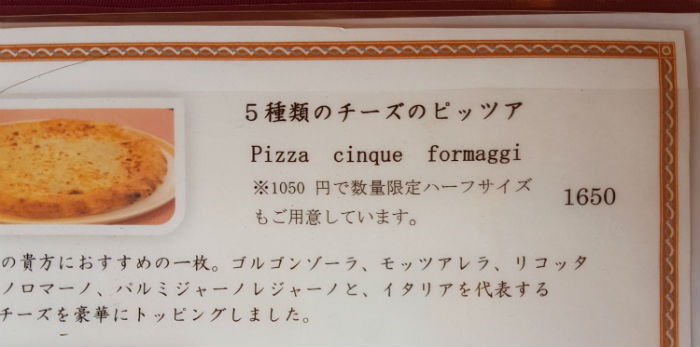 5種類のチーズのピッツア
Pizza cinque formaggi
※1050 円で数量限定ハーフサイズ
もご用意しています。
1650
の貴方におすすめの一枚。ゴルゴンゾーラ、モッツアレラ、リコッタ
ノロマーノ、パルミジャーノレジャーノと、イタリアを代表する
チーズを豪華にトッピングしました。